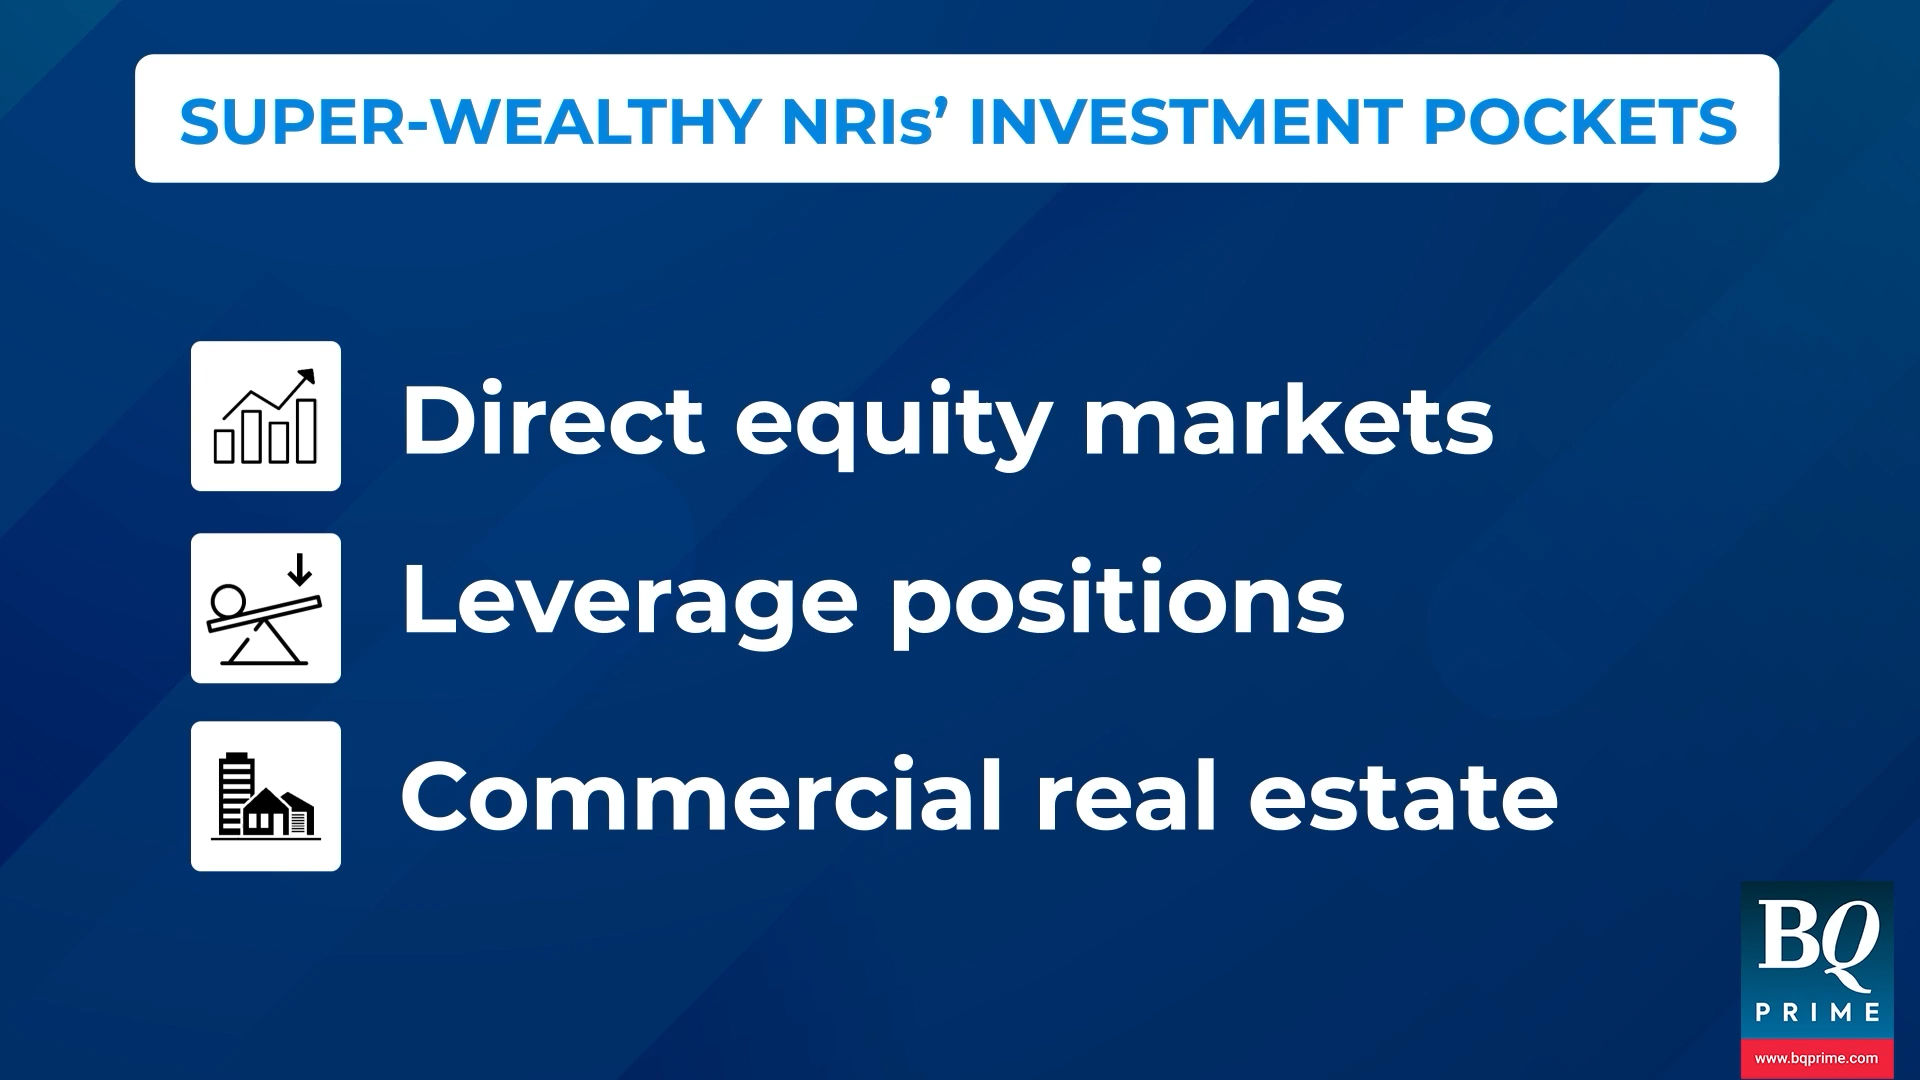 SUPER-WEALTHY NRIs’ INVESTMENT POCKETS
Direct equity markets
Leverage positions
Commercial real estate
BQ
PRIME
www.bqprime.com